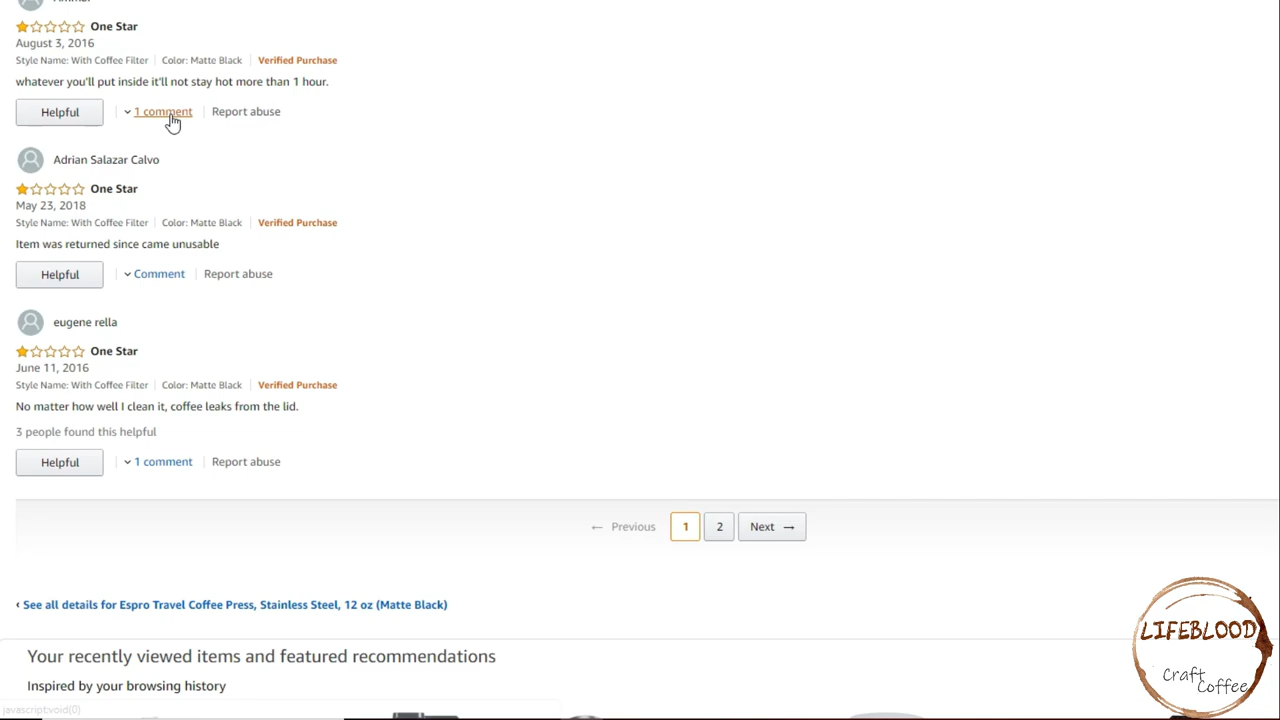 One Star
August 3, 2016
Style Name: With Coffee Filter | Color: Matte Black | Verified Purchase
whatever you'll put inside it'll not stay hot more than 1 hour.
Helpful | 1 comment | Report abuse
Adrian Salazar Calvo
One Star
May 23, 2018
Style Name: With Coffee Filter | Color: Matte Black | Verified Purchase
Item was returned since came unusable
Helpful | Comment | Report abuse
eugene rella
One Star
June 11, 2016
Style Name: With Coffee Filter | Color: Matte Black | Verified Purchase
No matter how well I clean it, coffee leaks from the lid.
3 people found this helpful
Helpful | 1 comment | Report abuse
← Previous 1 2 Next →
‹ See all details for Espro Travel Coffee Press, Stainless Steel, 12 oz (Matte Black)
LIFEBLOOD
Craft
Coffee
Your recently viewed items and featured recommendations
Inspired by your browsing history
javascript:void(0)